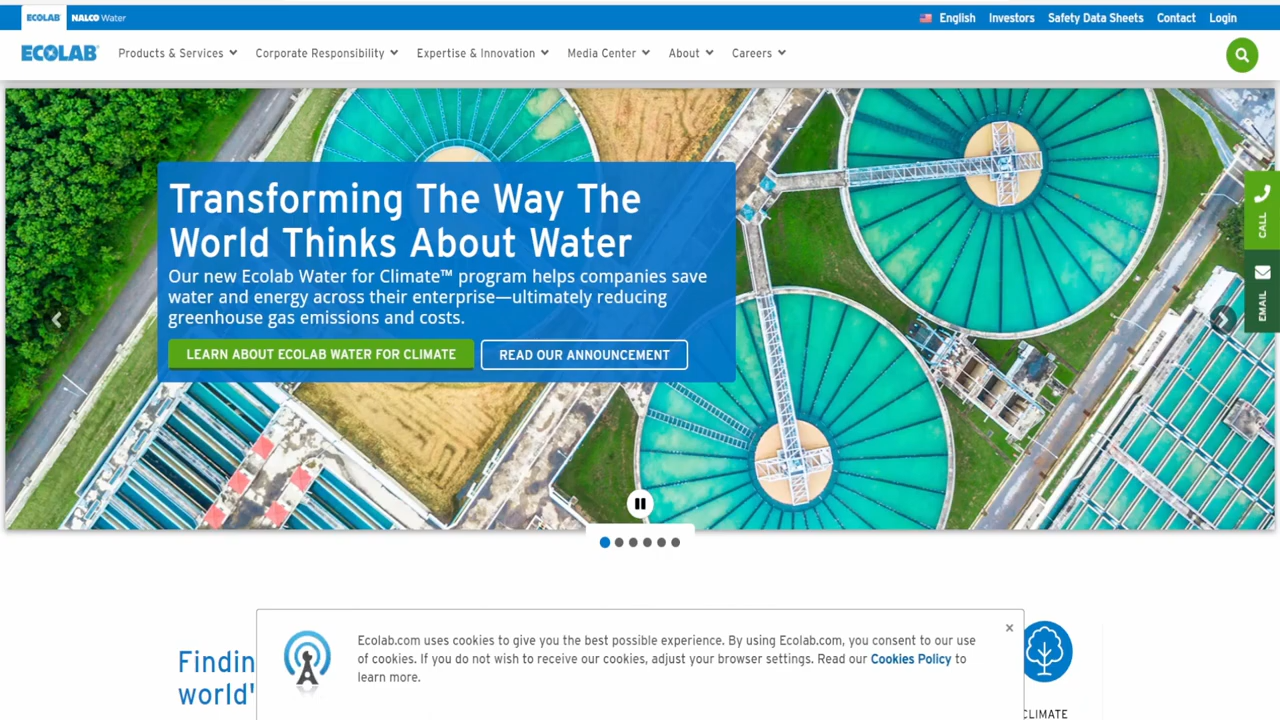 ECOLAB NALCO Water
English Investors Safety Data Sheets Contact Login
ECOLAB Products & Services Corporate Responsibility Expertise & Innovation Media Center About Careers
Transforming The Way The
World Thinks About Water
Our new Ecolab Water for Climate™ program helps companies save
water and energy across their enterprise—ultimately reducing
greenhouse gas emissions and costs.
LEARN ABOUT ECOLAB WATER FOR CLIMATE READ OUR ANNOUNCEMENT
CALL
EMAIL
Ecolab.com uses cookies to give you the best possible experience. By using Ecolab.com, you consent to our use
of cookies. If you do not wish to receive our cookies, adjust your browser settings. Read our Cookies Policy to
learn more.
Findin
world'
CLIMATE